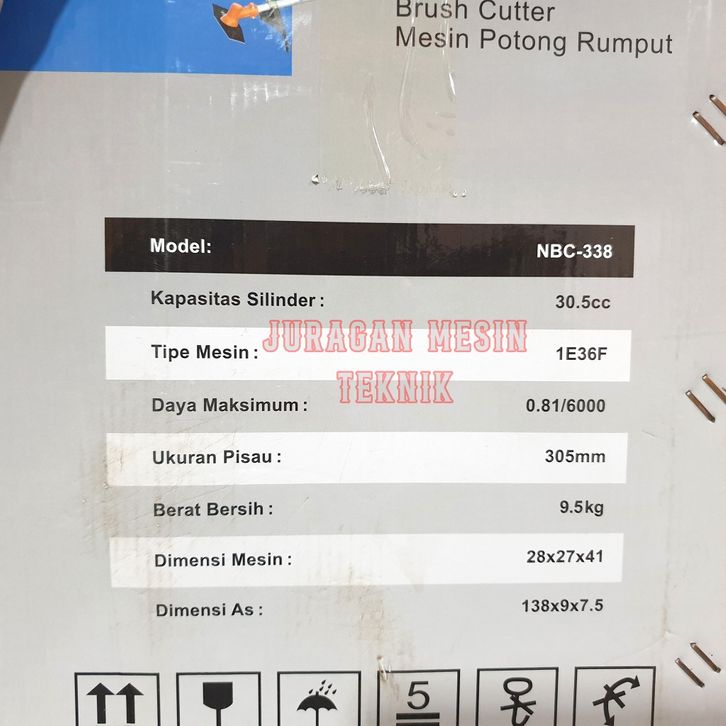 Brush Cutter
Mesin Potong Rumput
Model: NBC-338
Kapasitas Silinder : 30.5cc
JURAGAN MESIN
Tipe Mesin : 1E36F
TEKNIK
Daya Maksimum : 0.81/6000
Ukuran Pisau : 305mm
Berat Bersih : 9.5kg
Dimensi Mesin : 28x27x41
Dimensi As : 138x9x7.5
5